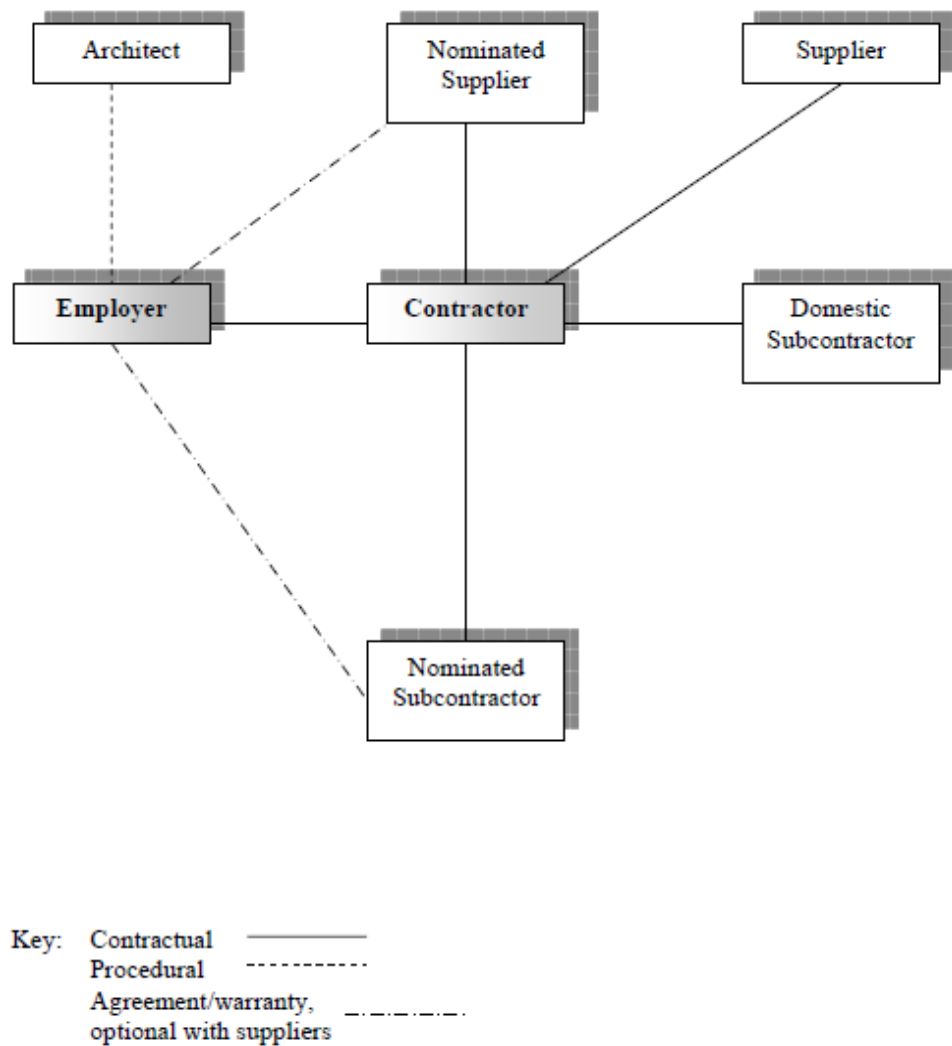 Architect
Nominated
Supplier
Supplier
Employer
Contractor
Domestic
Subcontractor
Nominated
Subcontractor
Key: Contractual
Procedural
Agreement/warranty,
optional with suppliers